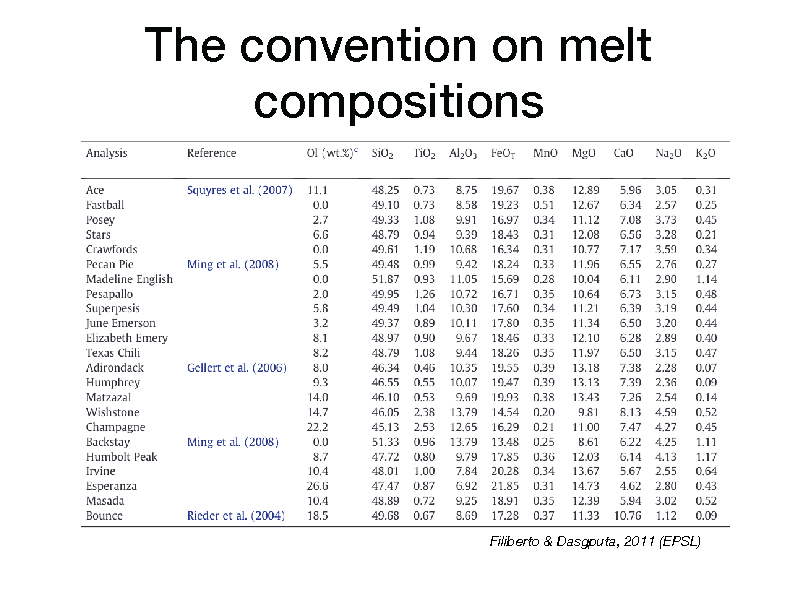 The convention on melt
compositions
Analysis Reference Ol (wt.%)ᶜ SiO₂ TiO₂ Al₂O₃ FeO_T MnO MgO CaO Na₂O K₂O
Ace Squyres et al. (2007) 11.1 48.25 0.73 8.75 19.67 0.38 12.89 5.96 3.05 0.31
Fastball 0.0 49.10 0.73 8.58 19.23 0.51 12.67 6.34 2.57 0.25
Posey 2.7 49.33 1.08 9.91 16.97 0.34 11.12 7.08 3.73 0.45
Stars 6.6 48.79 0.94 9.39 18.43 0.31 12.08 6.56 3.28 0.21
Crawfords 0.0 49.61 1.19 10.68 16.34 0.31 10.77 7.17 3.59 0.34
Pecan Pie Ming et al. (2008) 5.5 49.48 0.99 9.42 18.24 0.33 11.96 6.55 2.76 0.27
Madeline English 0.0 51.87 0.93 11.05 15.69 0.28 10.04 6.11 2.90 1.14
Pesapallo 2.0 49.95 1.26 10.72 16.71 0.35 10.64 6.73 3.15 0.48
Superpesis 5.8 49.49 1.04 10.30 17.60 0.34 11.21 6.39 3.19 0.44
June Emerson 3.2 49.37 0.89 10.11 17.80 0.35 11.34 6.50 3.20 0.44
Elizabeth Emery 8.1 48.97 0.90 9.67 18.46 0.33 12.10 6.28 2.89 0.40
Texas Chili 8.2 48.79 1.08 9.44 18.26 0.35 11.97 6.50 3.15 0.47
Adirondack Gellert et al. (2006) 8.0 46.34 0.46 10.35 19.55 0.39 13.18 7.38 2.28 0.07
Humphrey 9.3 46.55 0.55 10.07 19.47 0.39 13.13 7.39 2.36 0.09
Matzazal 14.0 46.10 0.53 9.69 19.93 0.38 13.43 7.26 2.54 0.14
Wishstone 14.7 46.05 2.38 13.79 14.54 0.20 9.81 8.13 4.59 0.52
Champagne 22.2 45.13 2.53 12.65 16.29 0.21 11.00 7.47 4.27 0.45
Backstay Ming et al. (2008) 0.0 51.33 0.96 13.79 13.48 0.25 8.61 6.22 4.25 1.11
Humbolt Peak 8.7 47.72 0.80 9.79 17.85 0.36 12.03 6.14 4.13 1.17
Irvine 10.4 48.01 1.00 7.84 20.28 0.34 13.67 5.67 2.55 0.64
Esperanza 26.6 47.47 0.87 6.92 21.85 0.31 14.73 4.62 2.80 0.43
Masada 10.4 48.89 0.72 9.25 18.91 0.35 12.39 5.94 3.02 0.52
Bounce Rieder et al. (2004) 18.5 49.68 0.67 8.69 17.28 0.37 11.33 10.76 1.12 0.09
Filiberto & Dasgputa, 2011 (EPSL)